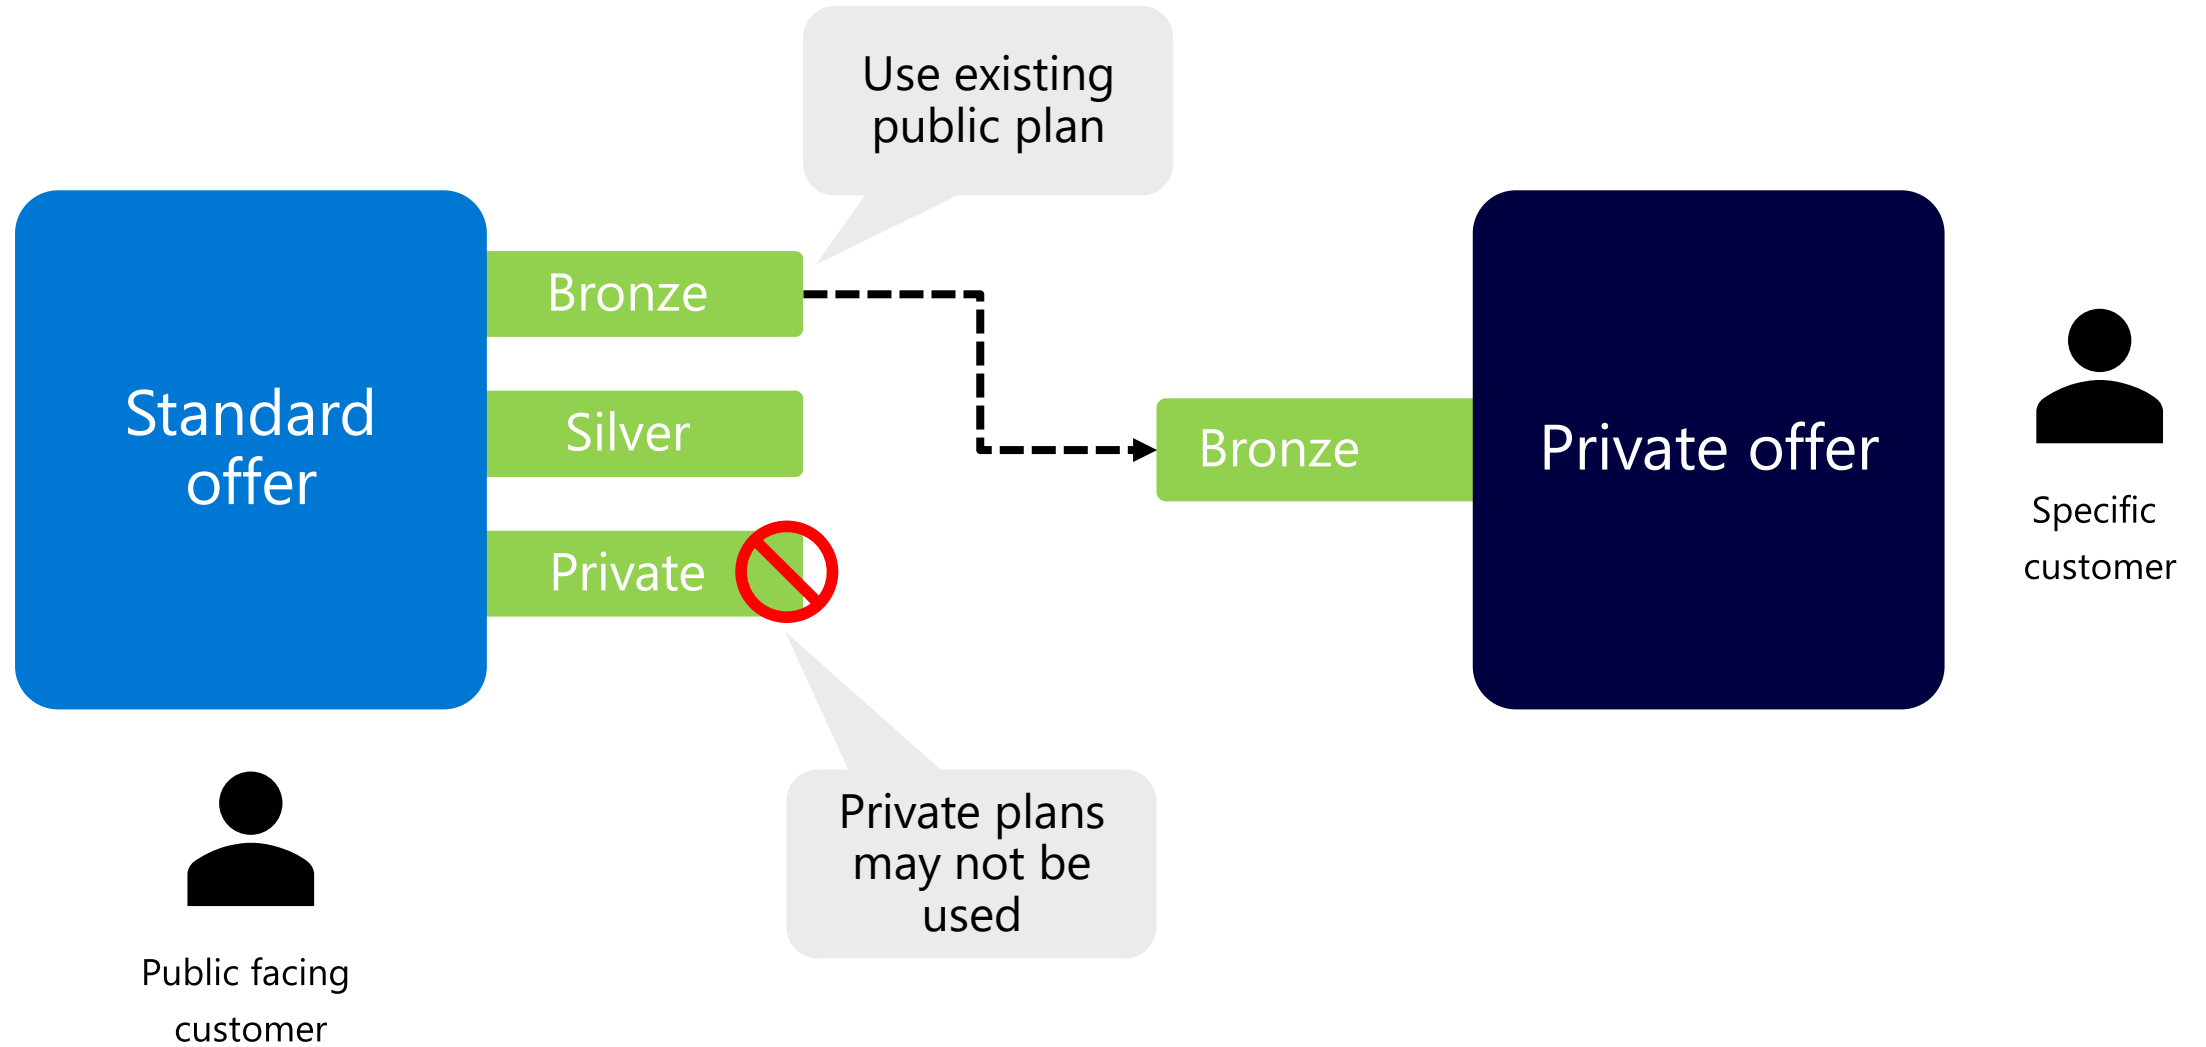 Use existing
public plan
Standard
offer
Bronze
Silver
Private
Bronze
Private offer
Specific
customer
Private plans
may not be
used
Public facing
customer